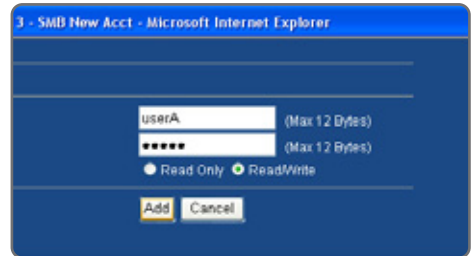 3 - SMB New Acct - Microsoft Internet Explorer
userA (Max 12 Bytes)
••••• (Max 12 Bytes)
Read Only Read/Write
Add Cancel